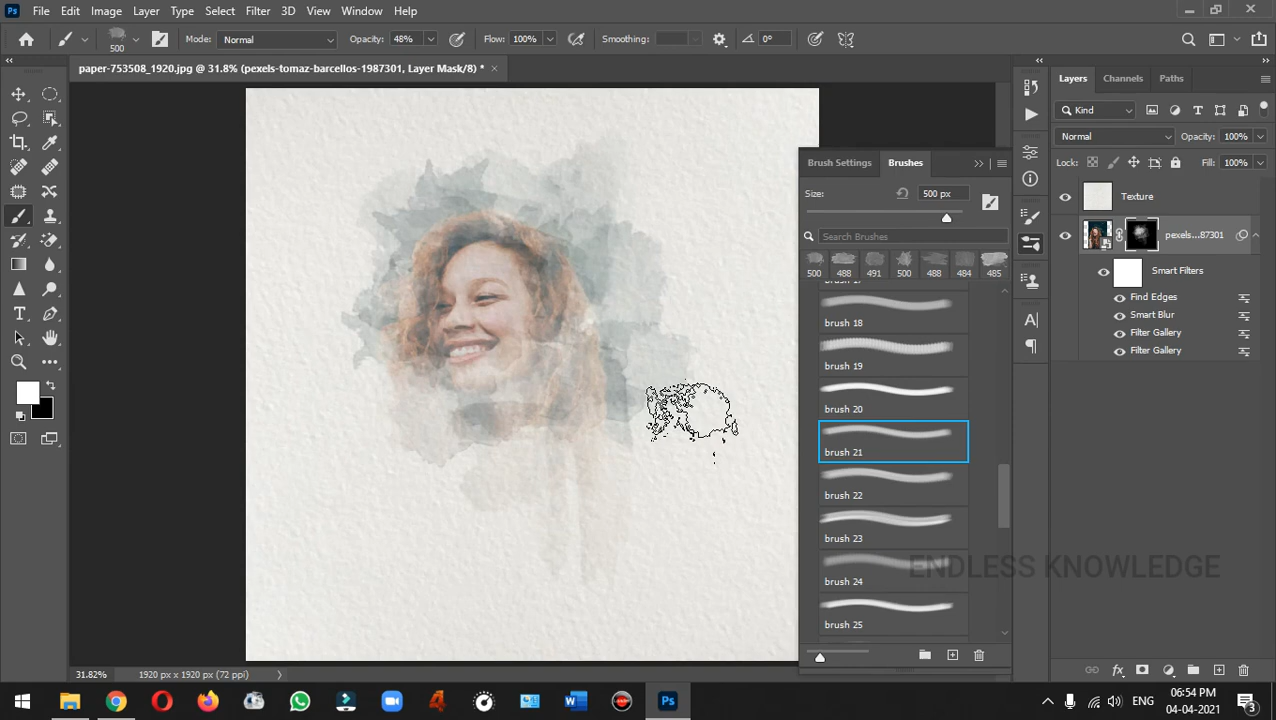 Ps File Edit Image Layer Type Select Filter 3D View Window Help
500 Mode: Normal Opacity: 48% Flow: 100% Smoothing: 0°
paper-753508_1920.jpg @ 31.8% (pexels-tomaz-barcellos-1987301, Layer Mask/8) *
Layers Channels Paths
Kind
Normal Opacity: 100%
Lock: Fill: 100%
Texture
pexels...87301
Smart Filters
Find Edges
Smart Blur
Filter Gallery
Filter Gallery
Brush Settings Brushes
Size: 500 px
Search Brushes
500 488 491 500 488 484 485
brush 17
brush 18
brush 19
brush 20
brush 21
brush 22
brush 23
brush 24
brush 25
ENDLESS KNOWLEDGE
31.82% 1920 px x 1920 px (72 ppi)
ENG 06:54 PM
04-04-2021
3